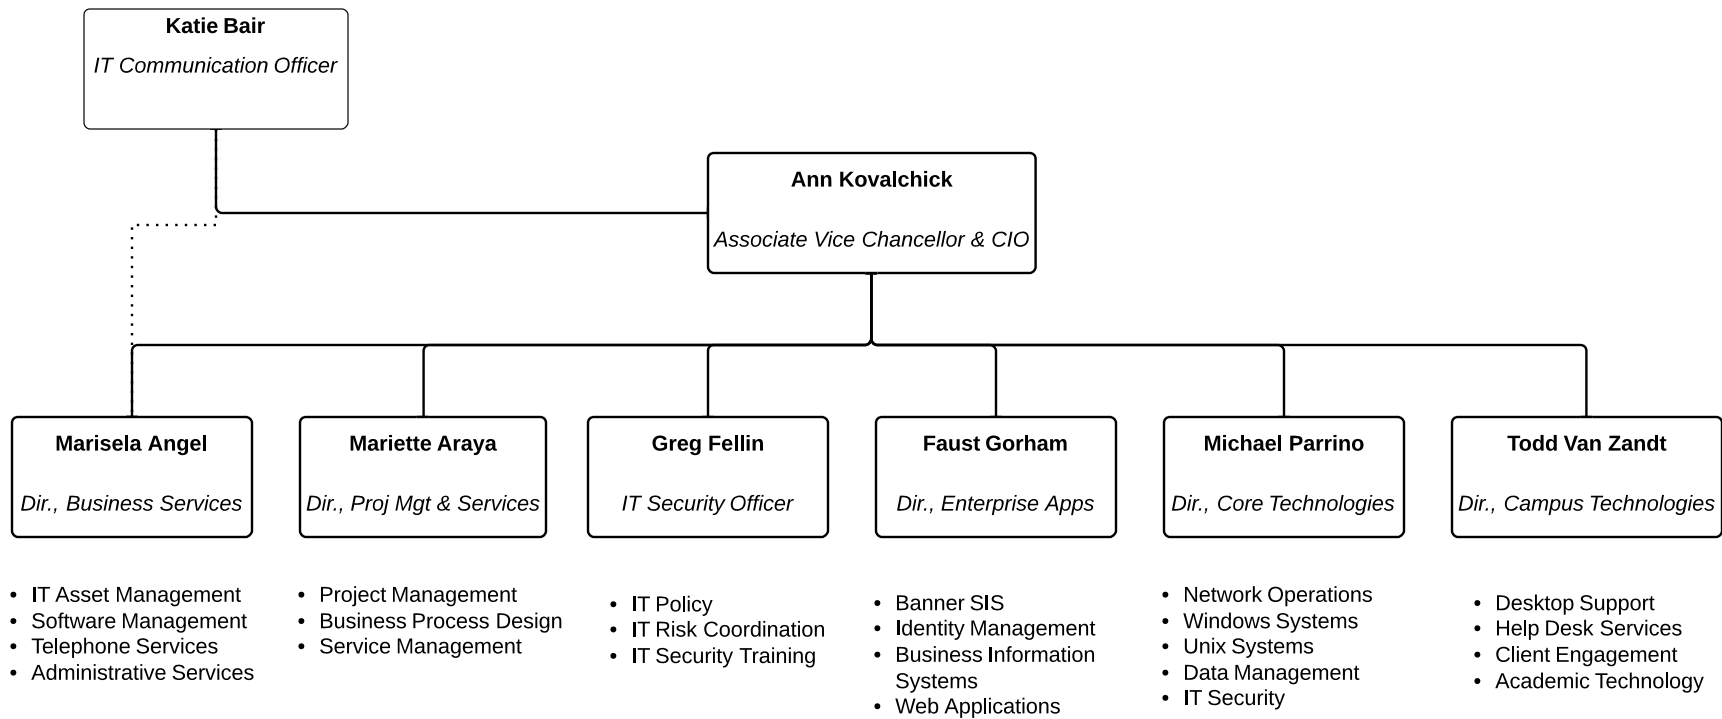 Katie Bair
IT Communication Officer
Ann Kovalchick
Associate Vice Chancellor & CIO
Marisela Angel
Dir., Business Services
Mariette Araya
Dir., Proj Mgt & Services
Greg Fellin
IT Security Officer
Faust Gorham
Dir., Enterprise Apps
Michael Parrino
Dir., Core Technologies
Todd Van Zandt
Dir., Campus Technologies
• IT Asset Management
• Software Management
• Telephone Services
• Administrative Services
• Project Management
• Business Process Design
• Service Management
• IT Policy
• IT Risk Coordination
• IT Security Training
• Banner SIS
• Identity Management
• Business Information
Systems
• Web Applications
• Network Operations
• Windows Systems
• Unix Systems
• Data Management
• IT Security
• Desktop Support
• Help Desk Services
• Client Engagement
• Academic Technology